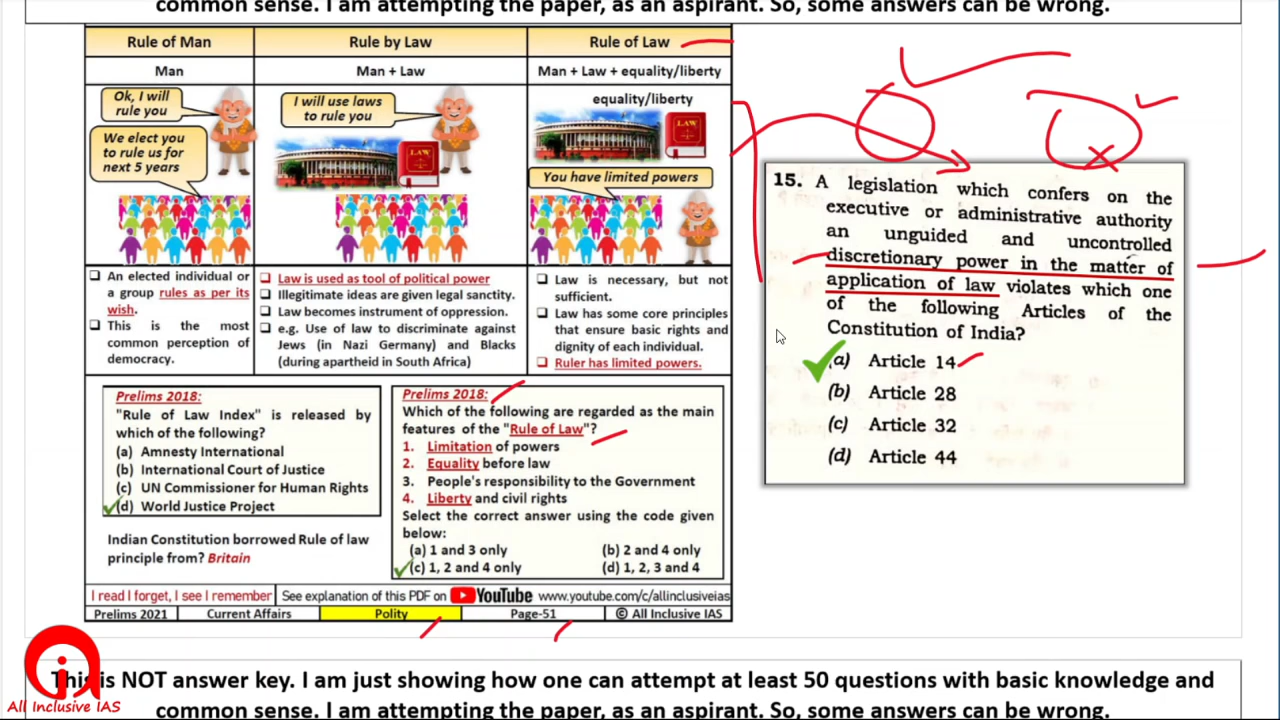 common sense. I am attempting the paper, as an aspirant. So, some answers can be wrong.
Rule of Man
Rule by Law
Rule of Law
Man
Man + Law
Man + Law + equality/liberty
Ok, I will
rule you
We elect you
to rule us for
next 5 years
I will use laws
to rule you
LAW
equality/liberty
LAW
You have limited powers
❑ An elected individual or
a group rules as per its
wish.
❑ This is the most
common perception of
democracy.
❑ Law is used as tool of political power
❑ Illegitimate ideas are given legal sanctity.
❑ Law becomes instrument of oppression.
❑ e.g. Use of law to discriminate against
Jews (in Nazi Germany) and Blacks
(during apartheid in South Africa)
❑ Law is necessary, but not
sufficient.
❑ Law has some core principles
that ensure basic rights and
dignity of each individual.
❑ Ruler has limited powers.
Prelims 2018:
"Rule of Law Index" is released by
which of the following?
(a) Amnesty International
(b) International Court of Justice
(c) UN Commissioner for Human Rights
(d) World Justice Project
Indian Constitution borrowed Rule of law
principle from? Britain
Prelims 2018:
Which of the following are regarded as the main
features of the "Rule of Law"?
1. Limitation of powers
2. Equality before law
3. People's responsibility to the Government
4. Liberty and civil rights
Select the correct answer using the code given
below:
(a) 1 and 3 only (b) 2 and 4 only
(c) 1, 2 and 4 only (d) 1, 2, 3 and 4
I read I forget, I see I remember
See explanation of this PDF on YouTube www.youtube.com/c/allinclusiveias
Prelims 2021
Current Affairs
Polity
Page-51
© All Inclusive IAS
15. A legislation which confers on the
executive or administrative authority
an unguided and uncontrolled
discretionary power in the matter of
application of law violates which one
of the following Articles of the
Constitution of India?
(a) Article 14
(b) Article 28
(c) Article 32
(d) Article 44
This is NOT answer key. I am just showing how one can attempt at least 50 questions with basic knowledge and
common sense. I am attempting the paper, as an aspirant. So, some answers can be wrong.
All Inclusive IAS